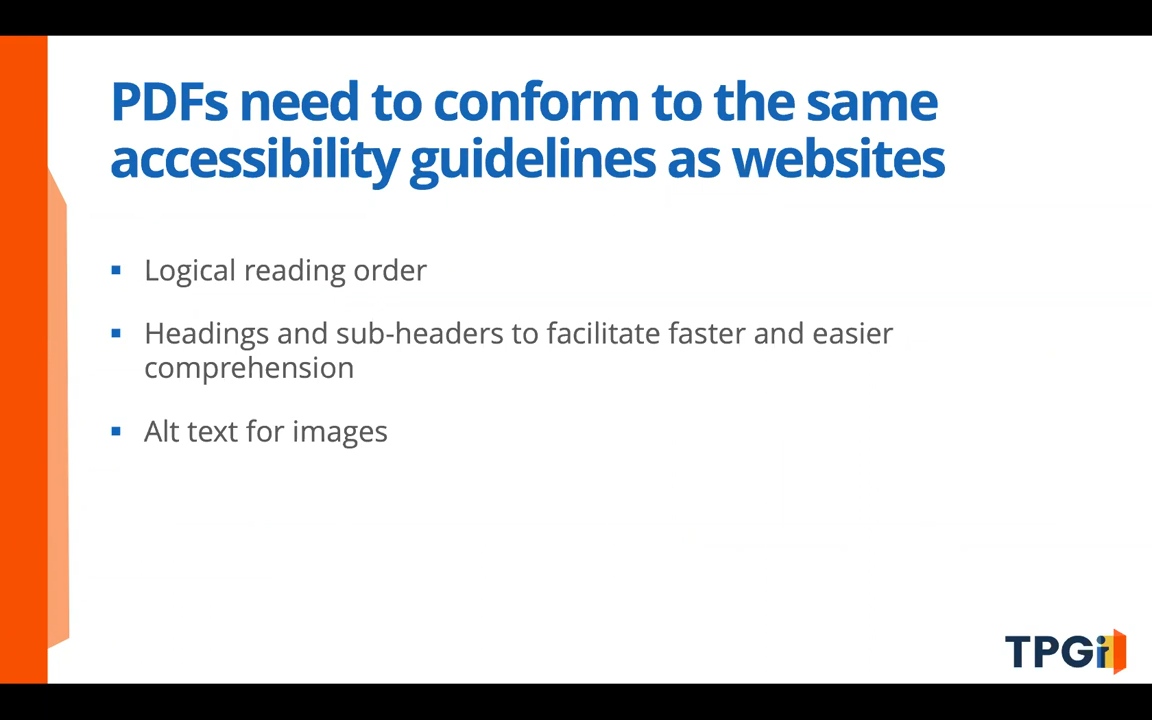 PDFs need to conform to the same
accessibility guidelines as websites
▪ Logical reading order
▪ Headings and sub-headers to facilitate faster and easier
comprehension
▪ Alt text for images
TPGi